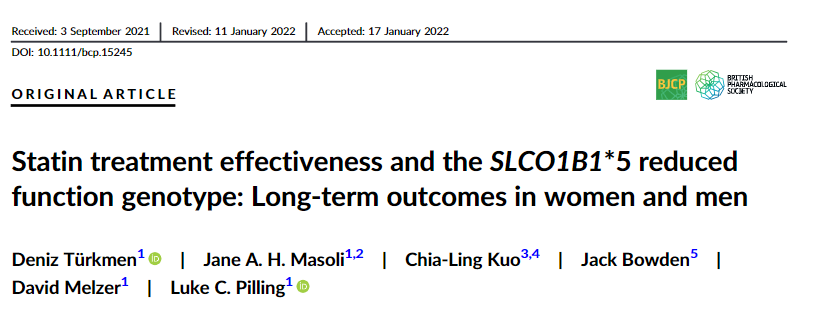 Received: 3 September 2021 | Revised: 11 January 2022 | Accepted: 17 January 2022
DOI: 10.1111/bcp.15245
ORIGINAL ARTICLE
BJCP
BRITISH
PHARMACOLOGICAL
SOCIETY
Statin treatment effectiveness and the SLCO1B1*5 reduced
function genotype: Long-term outcomes in women and men
Deniz Türkmen1 iD | Jane A. H. Masoli1,2 | Chia-Ling Kuo3,4 | Jack Bowden5 |
David Melzer1 | Luke C. Pilling1 iD